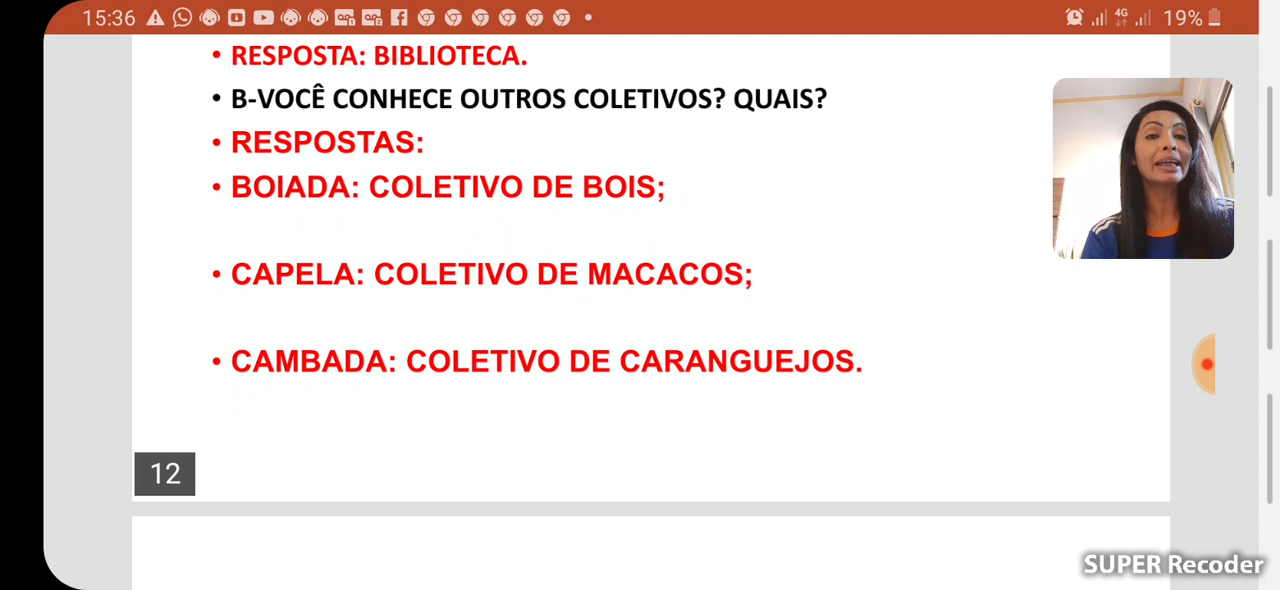 15:36 4G 19%
• RESPOSTA: BIBLIOTECA.
• B-VOCÊ CONHECE OUTROS COLETIVOS? QUAIS?
• RESPOSTAS:
• BOIADA: COLETIVO DE BOIS;
• CAPELA: COLETIVO DE MACACOS;
• CAMBADA: COLETIVO DE CARANGUEJOS.
12
SUPER Recoder